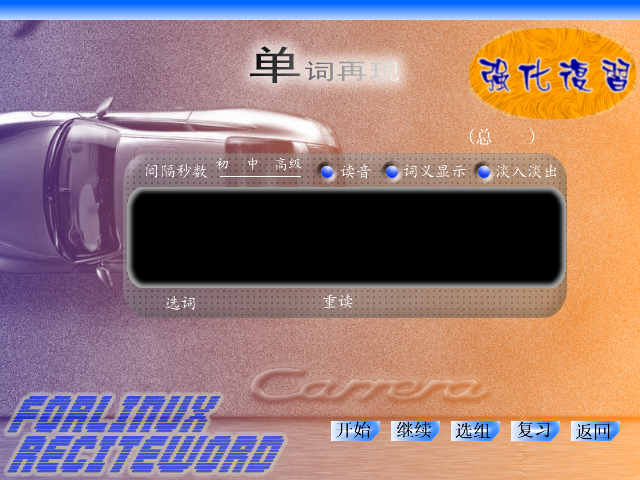 单词再现
强化復習
(总 )
间隔秒数 初 中 高级 读音 词义显示 淡入淡出
选词 重读
Carrera
FORLINUX
RECITEWORD
开始 继续 选组 复习 返回